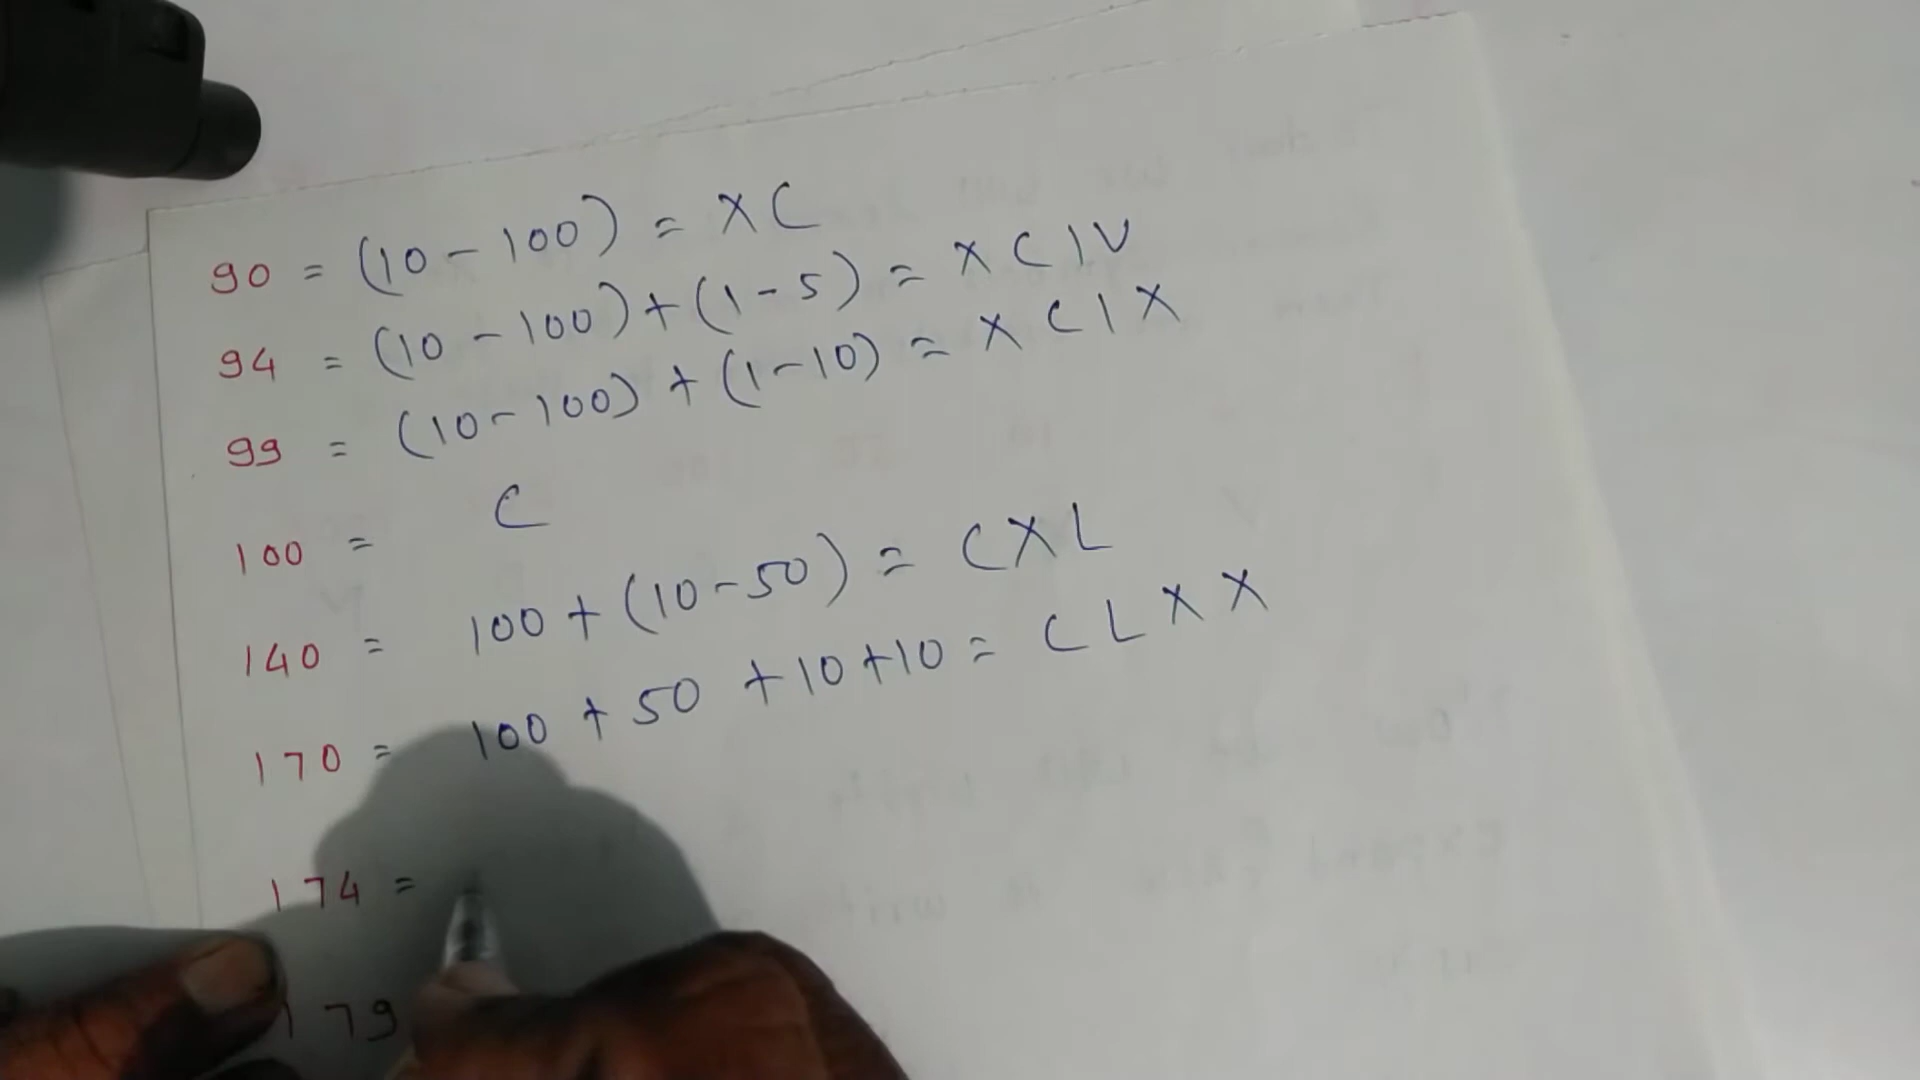 90 = (10 - 100) = XC
94 = (10 - 100) + (1 - 5) = XCIV
99 = (10 - 100) + (1 - 10) = XCIX
100 = C
140 = 100 + (10 - 50) = CXL
170 = 100 + 50 + 10 + 10 = CLXX
174 =
179